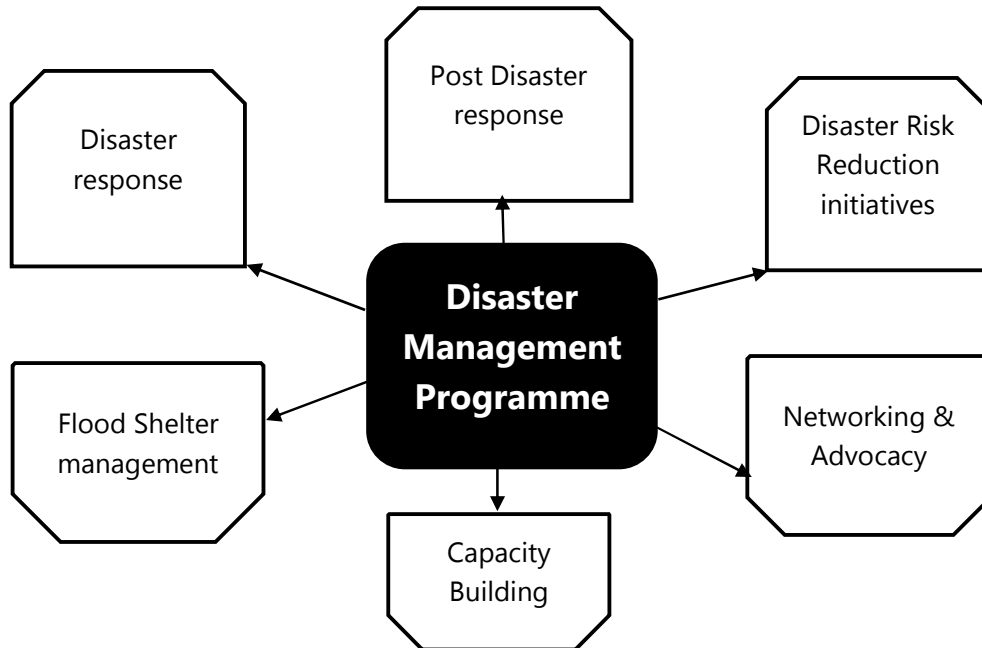 Post Disaster
response
Disaster
response
Disaster Risk
Reduction
initiatives
Disaster
Management
Programme
Flood Shelter
management
Networking &
Advocacy
Capacity
Building